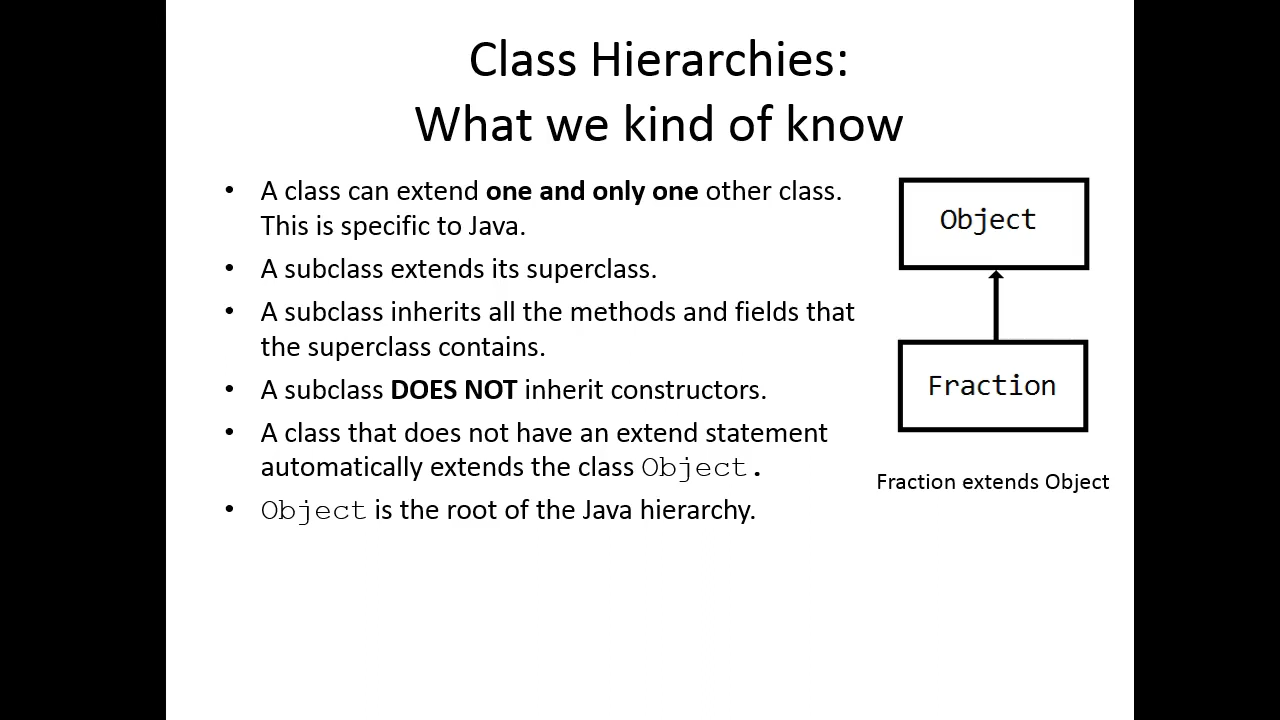 Class Hierarchies:
What we kind of know
• A class can extend one and only one other class.
This is specific to Java.
• A subclass extends its superclass.
• A subclass inherits all the methods and fields that
the superclass contains.
• A subclass DOES NOT inherit constructors.
• A class that does not have an extend statement
automatically extends the class Object.
• Object is the root of the Java hierarchy.
Object
Fraction
Fraction extends Object